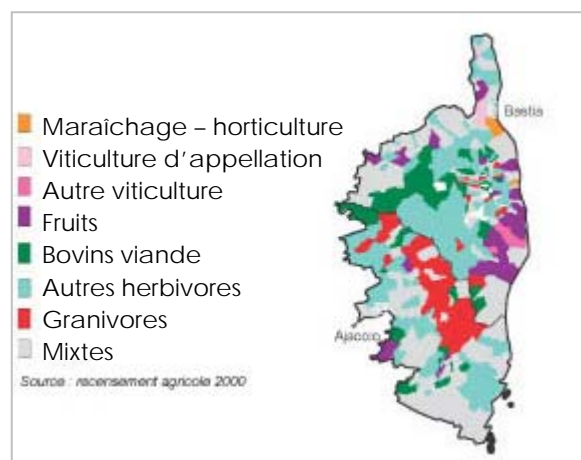 Maraîchage – horticulture
Viticulture d'appellation
Autre viticulture
Fruits
Bovins viande
Autres herbivores
Granivores
Mixtes
Source : recensement agricole 2000
Bastia
Ajaccio